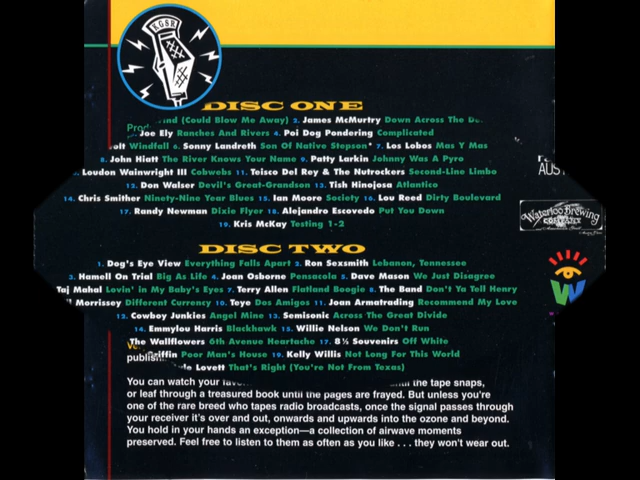 KGSR
DISC ONE
ind (Could Blow Me Away) 2. James McMurtry Down Across The De
Prod
Joe Ely Ranches And Rivers 4. Poi Dog Pondering Complicated
olt Windfall 6. Sonny Landreth Son Of Native Stepson* 7. Los Lobos Mas Y Mas
8. John Hiatt The River Knows Your Name 9. Patty Larkin Johnny Was A Pyro
Loudon Wainwright III Cobwebs 11. Teisco Del Rey & The Nutrockers Second-Line Limbo
12. Don Walser Devil's Great-Grandson 13. Tish Hinojosa Atlantico
14. Chris Smither Ninety-Nine Year Blues 15. Ian Moore Society 16. Lou Reed Dirty Boulevard
17. Randy Newman Dixie Flyer 18. Alejandro Escovedo Put You Down
19. Kris McKay Testing 1-2
AUS
Waterloo Brewing
COMPANY
DISC TWO
1. Dog's Eye View Everything Falls Apart 2. Ron Sexsmith Lebanon, Tennessee
3. Hamell On Trial Big As Life 4. Joan Osborne Pensacola 5. Dave Mason We Just Disagree
Taj Mahal Lovin' in My Baby's Eyes 7. Terry Allen Flatland Boogie 8. The Band Don't Ya Tell Henry
Morrissey Different Currency 10. Toye Dos Amigos 11. Joan Armatrading Recommend My Love
12. Cowboy Junkies Angel Mine 13. Semisonic Across The Great Divide
14. Emmylou Harris Blackhawk 15. Willie Nelson We Don't Run
The Wallflowers 6th Avenue Heartache 17. 8½ Souvenirs Off White
publish
Griffin Poor Man's House 19. Kelly Willis Not Long For This World
le Lovett That's Right (You're Not From Texas)
You can watch your favo until the tape snaps,
or leaf through a treasured book until the pages are frayed. But unless you're
one of the rare breed who tapes radio broadcasts, once the signal passes through
your receiver it's over and out, onwards and upwards into the ozone and beyond.
You hold in your hands an exception—a collection of airwave moments
preserved. Feel free to listen to them as often as you like . . . they won't wear out.